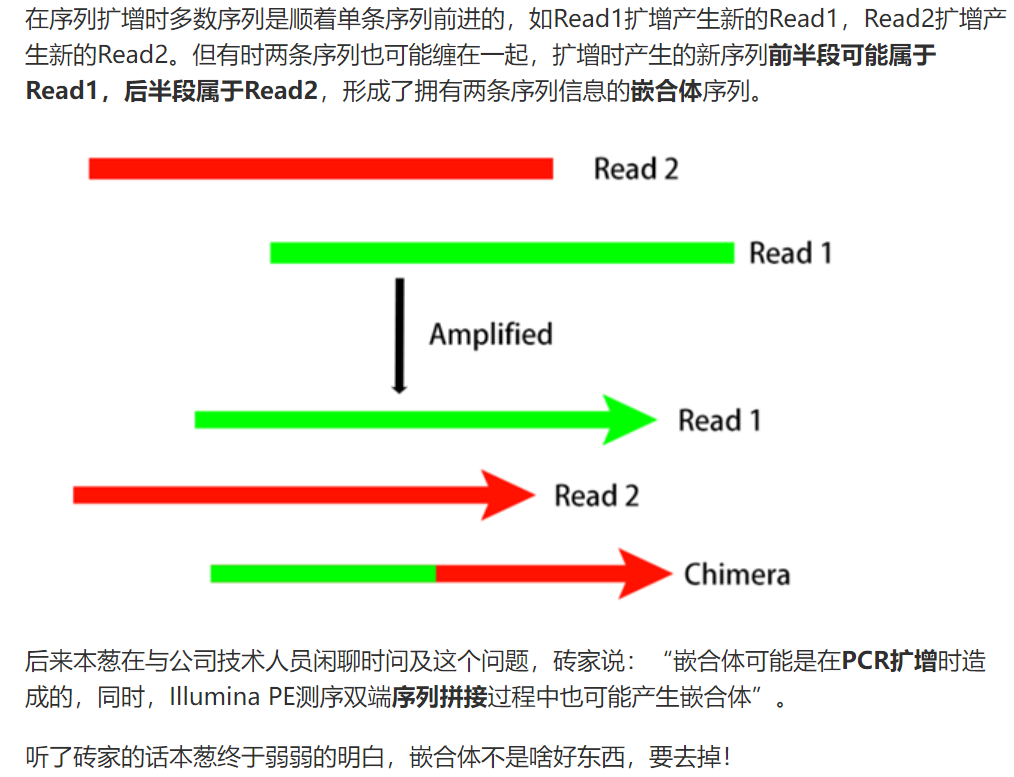 在序列扩增时多数序列是顺着单条序列前进的，如Read1扩增产生新的Read1，Read2扩增产
生新的Read2。但有时两条序列也可能缠在一起，扩增时产生的新序列前半段可能属于
Read1，后半段属于Read2，形成了拥有两条序列信息的嵌合体序列。
Read 2
Read 1
Amplified
Read 1
Read 2
Chimera
后来本葱在与公司技术人员闲聊时问及这个问题，砖家说：“嵌合体可能是在PCR扩增时造
成的，同时，Illumina PE测序双端序列拼接过程中也可能产生嵌合体”。
听了砖家的话本葱终于弱弱的明白，嵌合体不是啥好东西，要去掉！